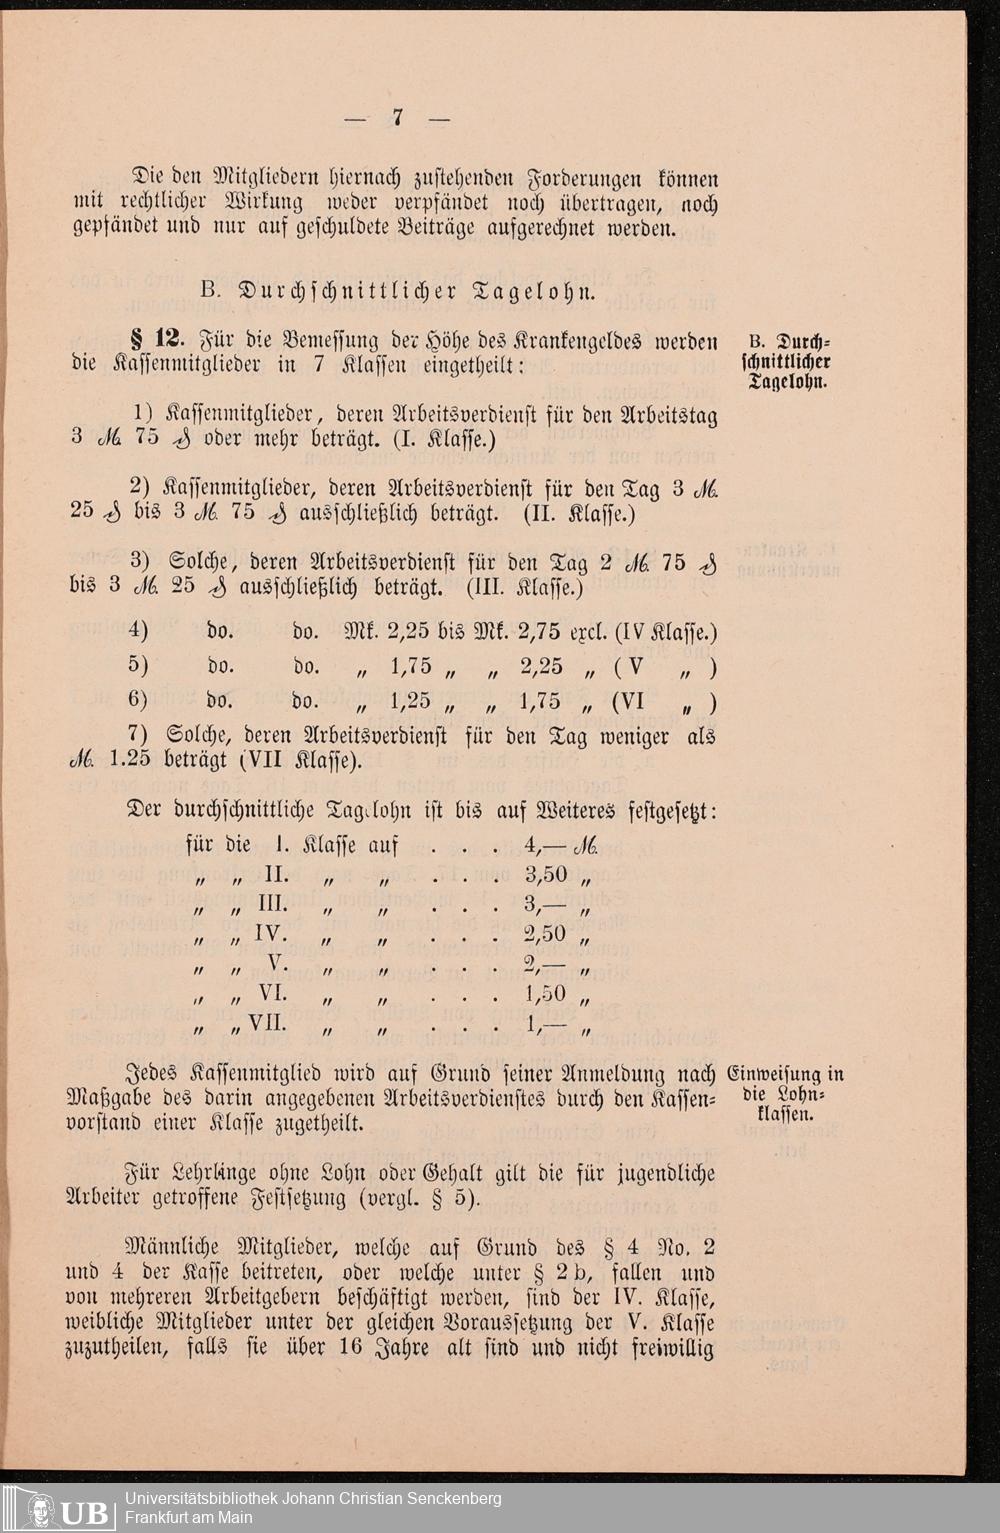 — 7 —
Die den Mitgliedern hiernach zustehenden Forderungen können
mit rechtlicher Wirkung weder verpfändet noch übertragen, noch
gepfändet und nur auf geschuldete Beiträge aufgerechnet werden.
B. Durchschnittlicher Tagelohn.
§ 12. Für die Bemessung der Höhe des Krankengeldes werden
die Kassenmitglieder in 7 Klassen eingetheilt:
B. Durch-
schnittlicher
Tagelohn.
1) Kassenmitglieder, deren Arbeitsverdienst für den Arbeitstag
3 ℳ 75 ₰ oder mehr beträgt. (I. Klasse.)
2) Kassenmitglieder, deren Arbeitsverdienst für den Tag 3 ℳ
25 ₰ bis 3 ℳ 75 ₰ ausschließlich beträgt. (II. Klasse.)
3) Solche, deren Arbeitsverdienst für den Tag 2 ℳ 75 ₰
bis 3 ℳ 25 ₰ ausschließlich beträgt. (III. Klasse.)
4) do. do. Mk. 2,25 bis Mk. 2,75 excl. (IV Klasse.)
5) do. do. „ 1,75 „ „ 2,25 „ (V „ )
6) do. do. „ 1,25 „ „ 1,75 „ (VI „ )
7) Solche, deren Arbeitsverdienst für den Tag weniger als
ℳ 1.25 beträgt (VII Klasse).
Der durchschnittliche Tagelohn ist bis auf Weiteres festgesetzt:
für die I. Klasse auf . . . 4,— ℳ
„ „ II. „ „ . . . 3,50 „
„ „ III. „ „ . . . 3,— „
„ „ IV. „ „ . . . 2,50 „
„ „ V. „ „ . . . 2,— „
„ „ VI. „ „ . . . 1,50 „
„ „ VII. „ „ . . . 1,— „
Jedes Kassenmitglied wird auf Grund seiner Anmeldung nach
Maßgabe des darin angegebenen Arbeitsverdienstes durch den Kassen-
vorstand einer Klasse zugetheilt.
Einweisung in
die Lohn-
klassen.
Für Lehrlinge ohne Lohn oder Gehalt gilt die für jugendliche
Arbeiter getroffene Festsetzung (vergl. § 5).
Männliche Mitglieder, welche auf Grund des § 4 No. 2
und 4 der Kasse beitreten, oder welche unter § 2 b, fallen und
von mehreren Arbeitgebern beschäftigt werden, sind der IV. Klasse,
weibliche Mitglieder unter der gleichen Voraussetzung der V. Klasse
zuzutheilen, falls sie über 16 Jahre alt sind und nicht freiwillig
UB
Universitätsbibliothek Johann Christian Senckenberg
Frankfurt am Main